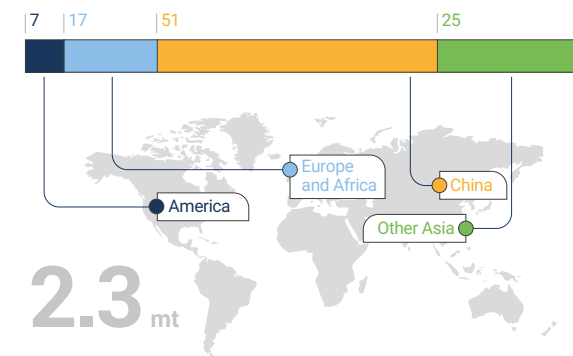 7 17 51 25
Europe
and Africa
China
America
Other Asia
2.3 mt